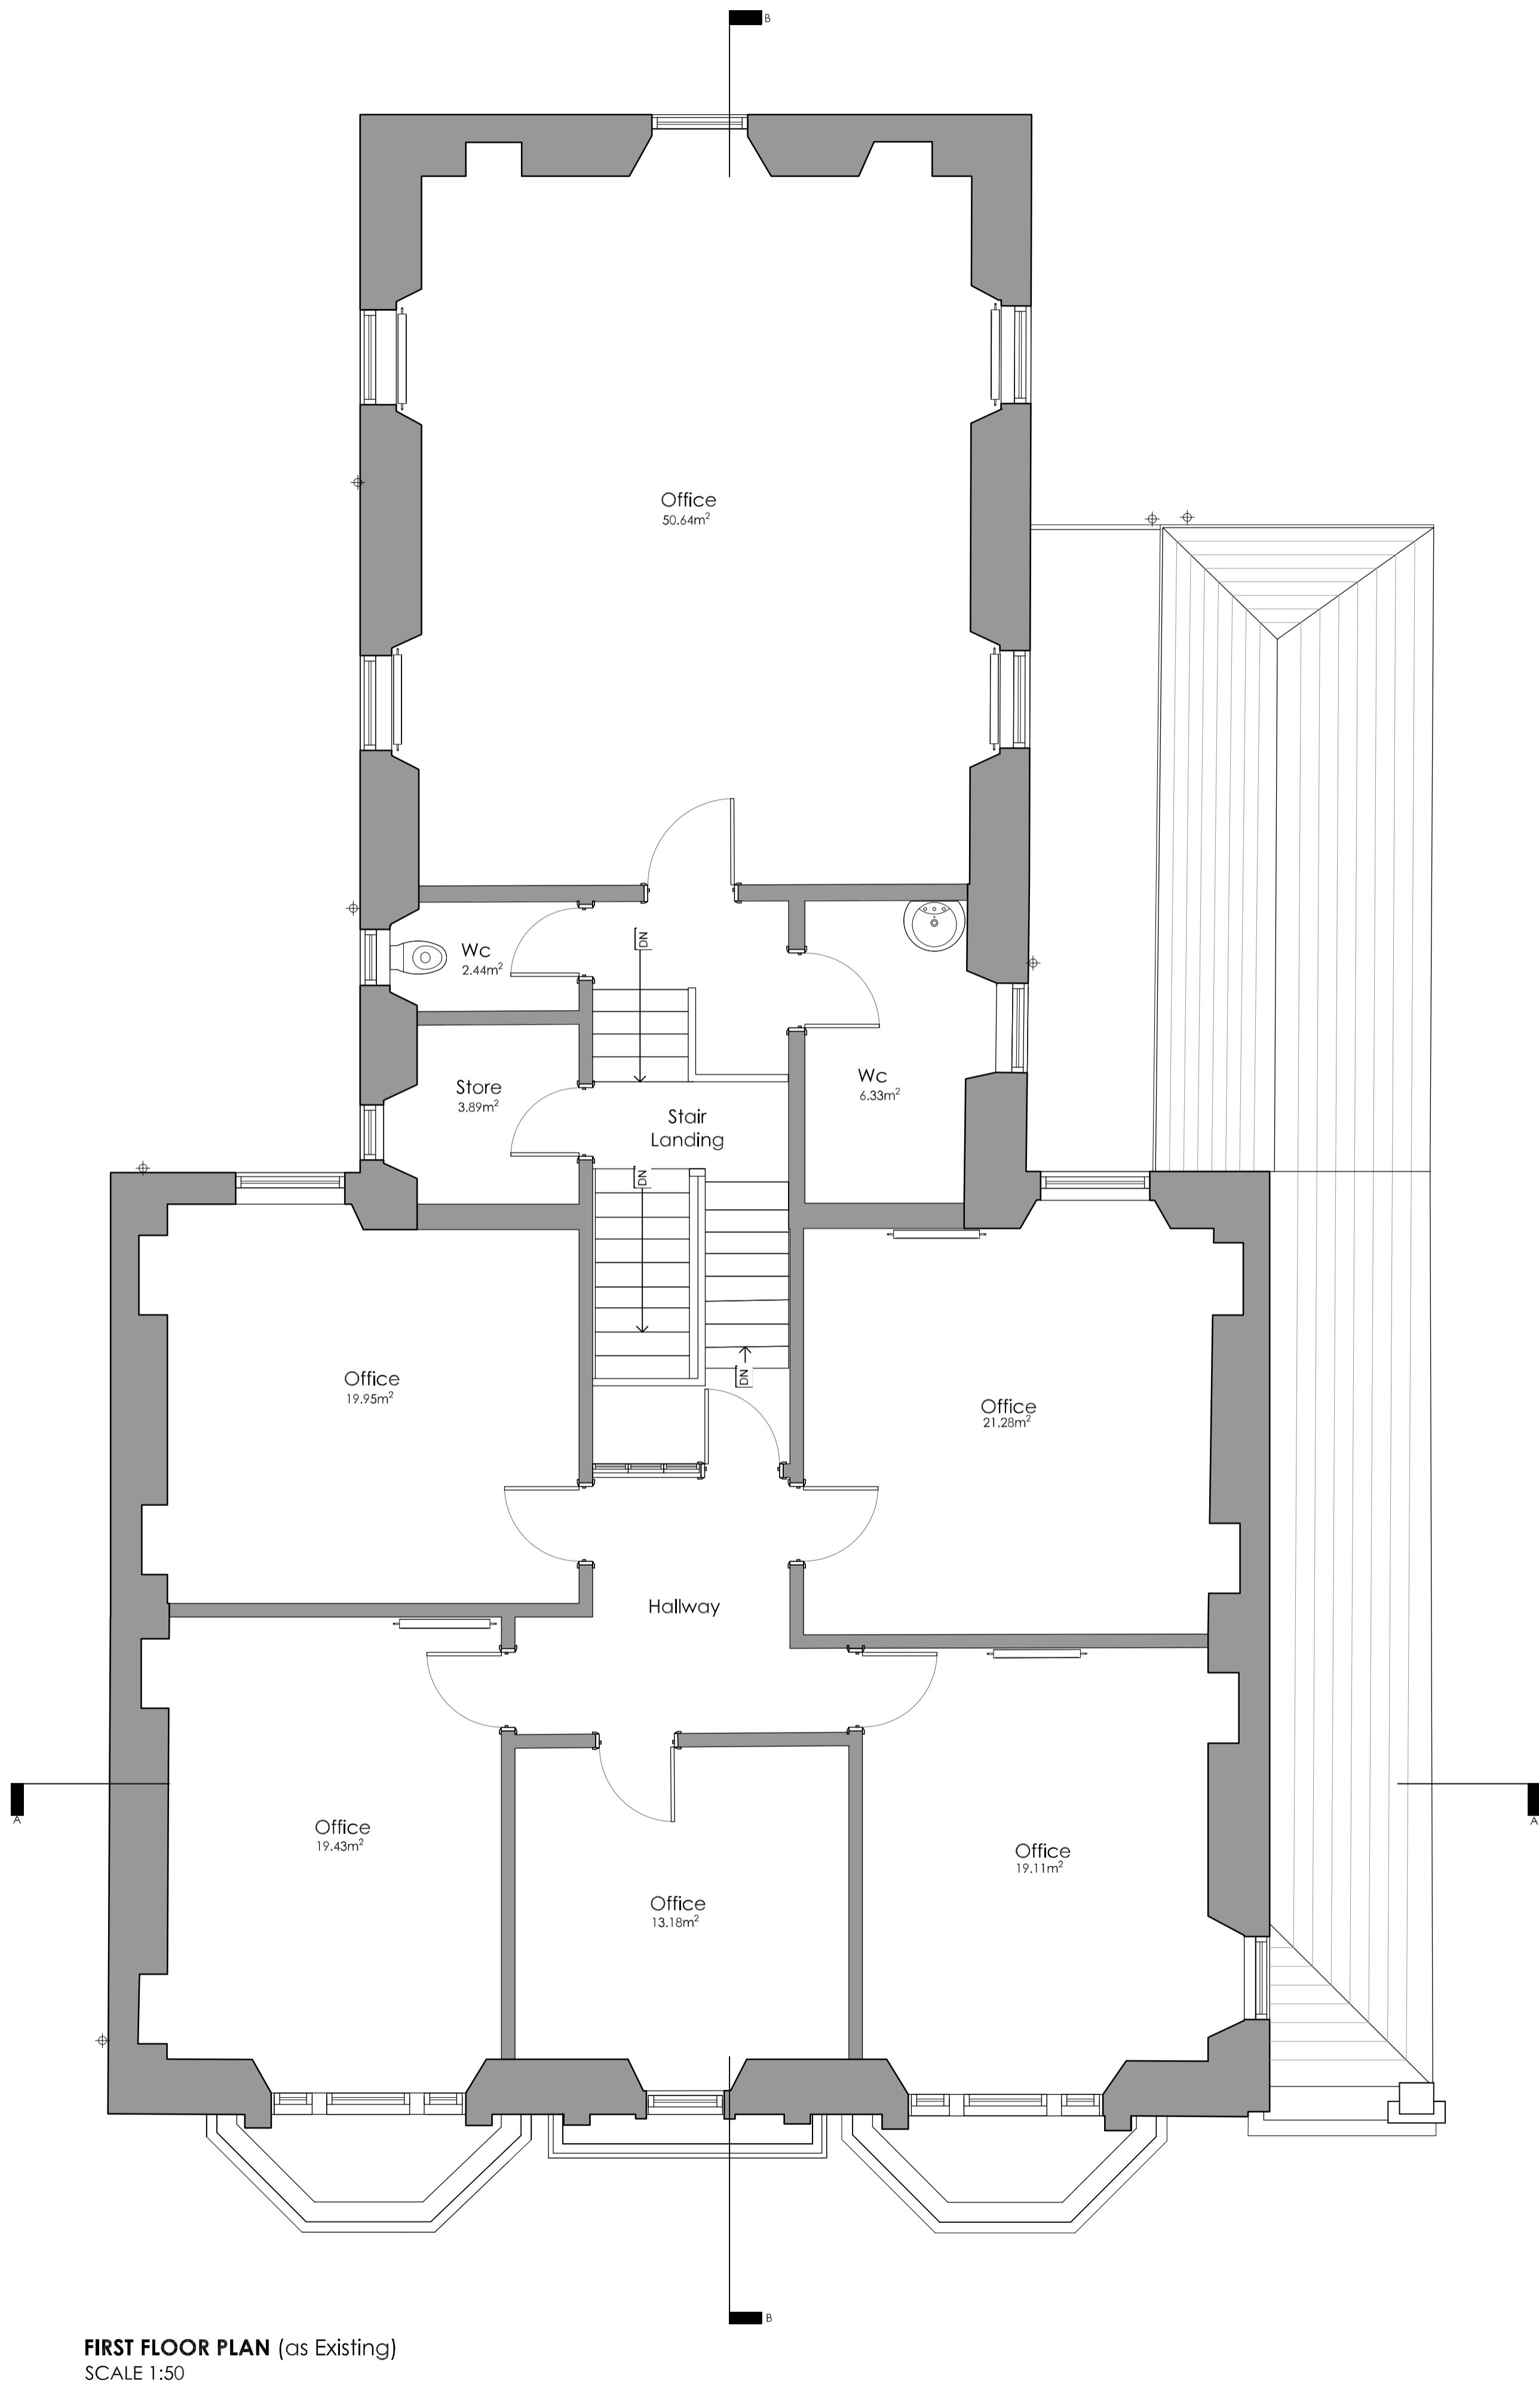 B
Office
50.64m²
DN
Wc
2.44m²
Wc
6.33m²
Store
3.89m²
Stair
Landing
DN
DN
Office
19.95m²
Office
21.28m²
Hallway
A
A
Office
19.43m²
Office
19.11m²
Office
13.18m²
B
FIRST FLOOR PLAN (as Existing)
SCALE 1:50